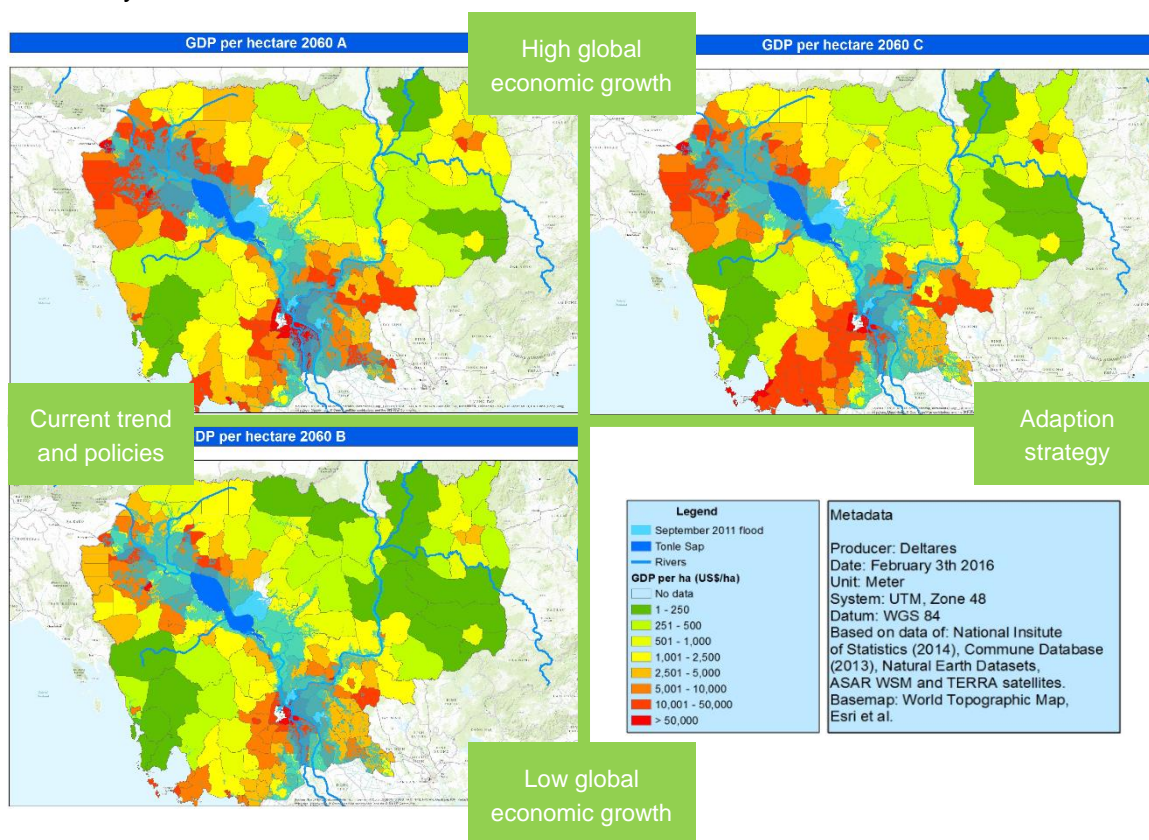 GDP per hectare 2060 A
High global
economic growth
GDP per hectare 2060 C
Current trend
and policies
Adaption
strategy
DP per hectare 2060 B
Low global
economic growth
Legend
September 2011 flood
Tonle Sap
Rivers
GDP per ha (US$/ha)
No data
1 - 250
251 - 500
501 - 1,000
1,001 - 2,500
2,501 - 5,000
5,001 - 10,000
10,001 - 50,000
> 50,000
Metadata
Producer: Deltares
Date: February 3th 2016
Unit: Meter
System: UTM, Zone 48
Datum: WGS 84
Based on data of: National Insitute
of Statistics (2014), Commune Database
(2013), Natural Earth Datasets,
ASAR WSM and TERRA satellites.
Basemap: World Topographic Map,
Esri et al.